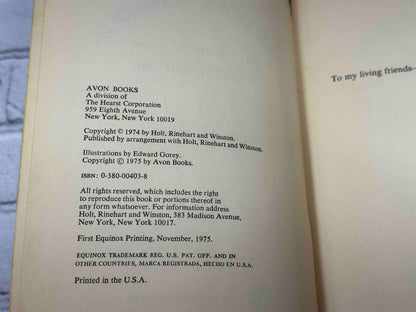 AVON BOOKS
A division of
The Hearst Corporation
959 Eighth Avenue
New York, New York 10019
Copyright © 1974 by Holt, Rinehart and Winston.
Published by arrangement with Holt, Rinehart and Winston.
Illustrations by Edward Gorey.
Copyright © 1975 by Avon Books.
ISBN: 0-380-00403-8
All rights reserved, which includes the right
to reproduce this book or portions thereof in
any form whatsoever. For information address
Holt, Rinehart and Winston, 383 Madison Avenue,
New York, New York 10017.
First Equinox Printing, November, 1975.
EQUINOX TRADEMARK REG. U.S. PAT. OFF. AND IN
OTHER COUNTRIES, MARCA REGISTRADA, HECHO EN U.S.A.
Printed in the U.S.A.
To my living friends—